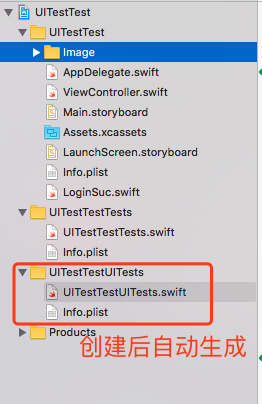 UITestTest
UITestTest
Image
AppDelegate.swift
ViewController.swift
Main.storyboard
Assets.xcassets
LaunchScreen.storyboard
Info.plist
LoginSuc.swift
UITestTestTests
UITestTestTests.swift
Info.plist
UITestTestUITests
UITestTestUITests.swift
Info.plist
Products
创建后自动生成